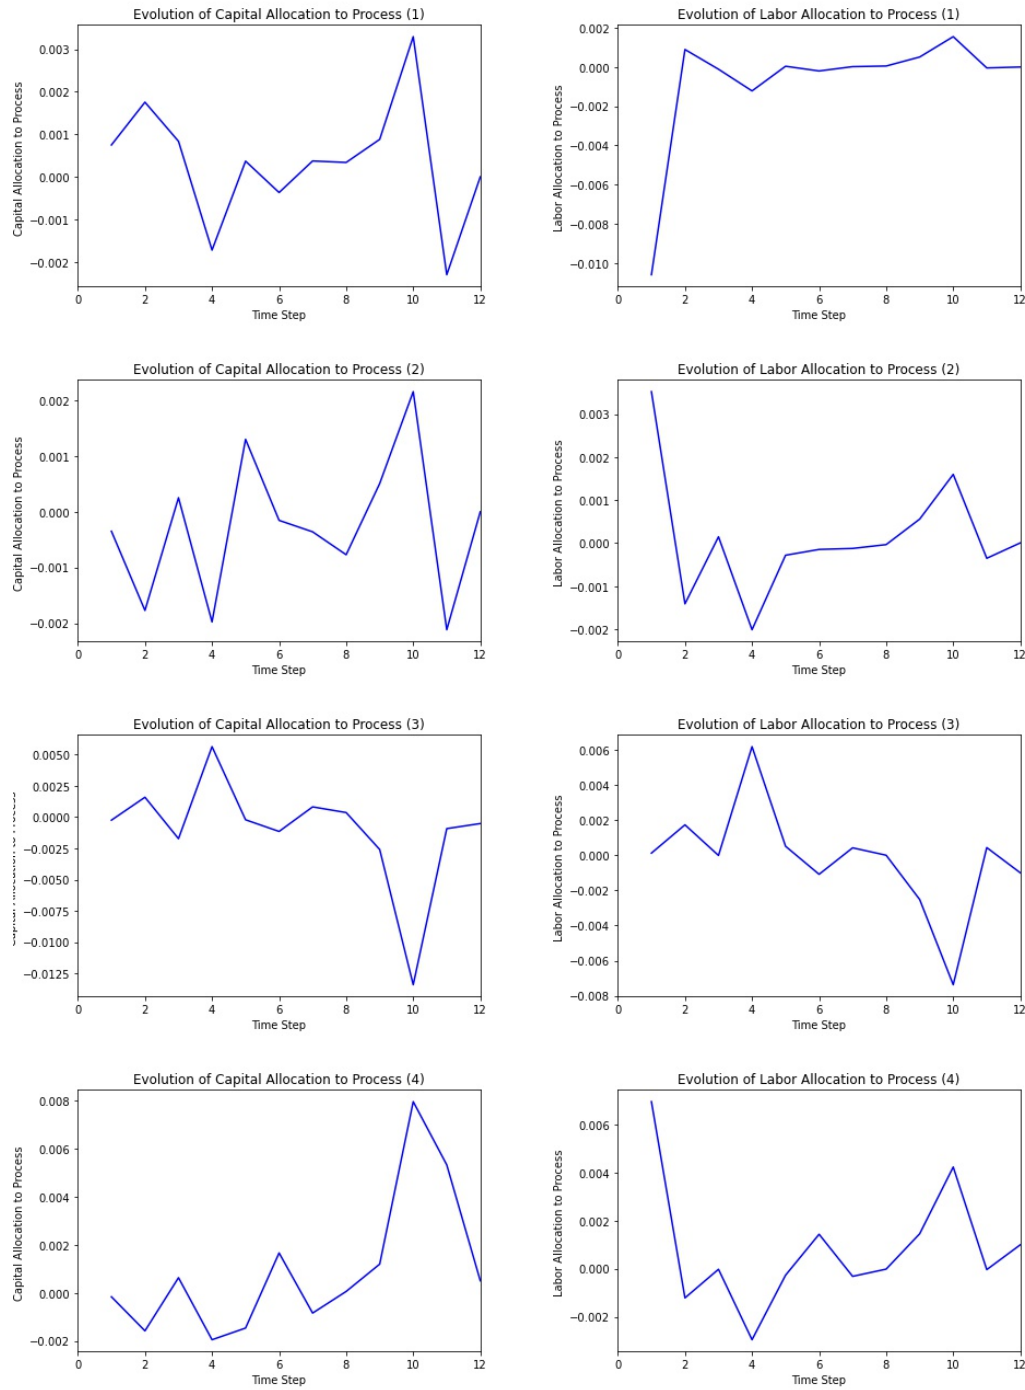 Evolution of Capital Allocation to Process (1)
Capital Allocation to Process
0.003
0.002
0.001
0.000
−0.001
−0.002
0 2 4 6 8 10 12
Time Step
Evolution of Labor Allocation to Process (1)
Labor Allocation to Process
0.002
0.000
−0.002
−0.004
−0.006
−0.008
−0.010
0 2 4 6 8 10 12
Time Step
Evolution of Capital Allocation to Process (2)
Capital Allocation to Process
0.002
0.001
0.000
−0.001
−0.002
0 2 4 6 8 10 12
Time Step
Evolution of Labor Allocation to Process (2)
Labor Allocation to Process
0.003
0.002
0.001
0.000
−0.001
−0.002
0 2 4 6 8 10 12
Time Step
Evolution of Capital Allocation to Process (3)
Capital Allocation to Process
0.0050
0.0025
0.0000
−0.0025
−0.0050
−0.0075
−0.0100
−0.0125
0 2 4 6 8 10 12
Time Step
Evolution of Labor Allocation to Process (3)
Labor Allocation to Process
0.006
0.004
0.002
0.000
−0.002
−0.004
−0.006
−0.008
0 2 4 6 8 10 12
Time Step
Evolution of Capital Allocation to Process (4)
Capital Allocation to Process
0.008
0.006
0.004
0.002
0.000
−0.002
0 2 4 6 8 10 12
Time Step
Evolution of Labor Allocation to Process (4)
Labor Allocation to Process
0.006
0.004
0.002
0.000
−0.002
0 2 4 6 8 10 12
Time Step